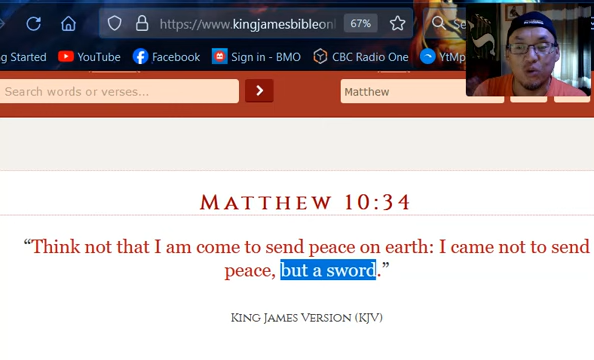 https://www.kingjamesbibleonl
67%
Se
g Started YouTube Facebook Sign in - BMO CBC Radio One YtMp
Search words or verses...
Matthew
MATTHEW 10:34
“Think not that I am come to send peace on earth: I came not to send
peace, but a sword.”
KING JAMES VERSION (KJV)